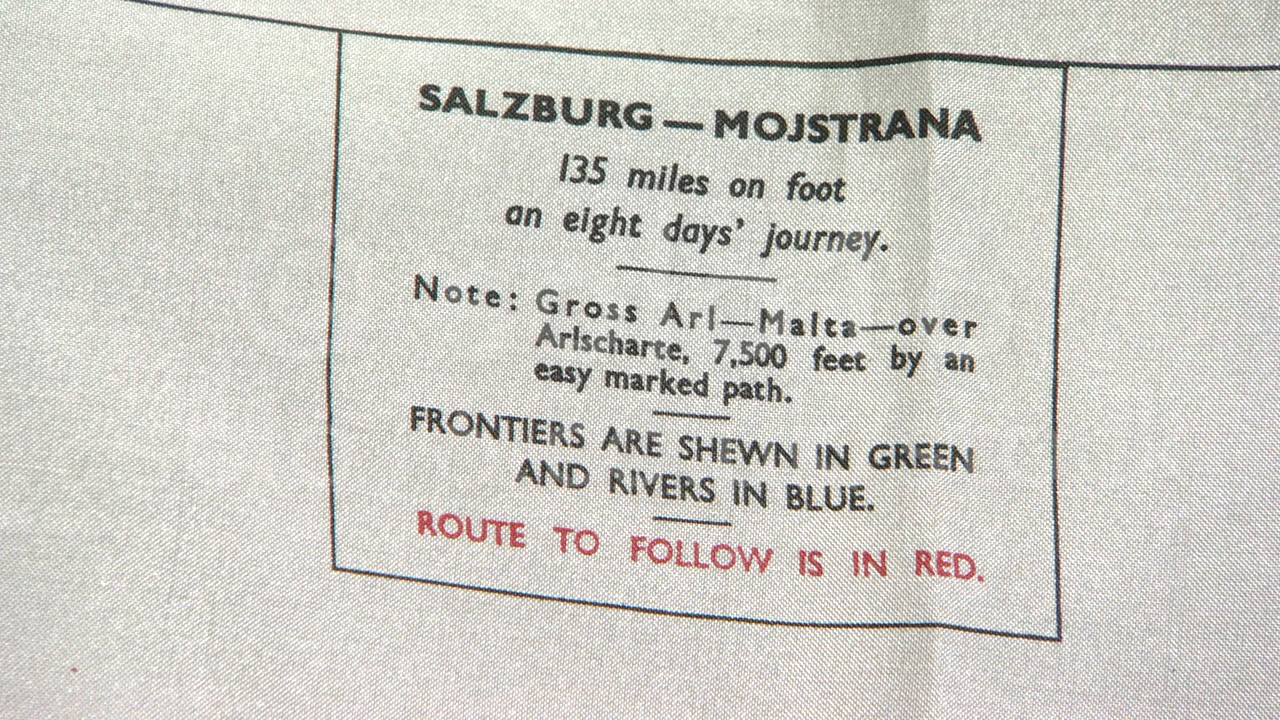 SALZBURG — MOJSTRANA
135 miles on foot
an eight days' journey.
Note: Gross Arl—Malta—over
Arlscharte, 7,500 feet by an
easy marked path.
FRONTIERS ARE SHEWN IN GREEN
AND RIVERS IN BLUE.
ROUTE TO FOLLOW IS IN RED.